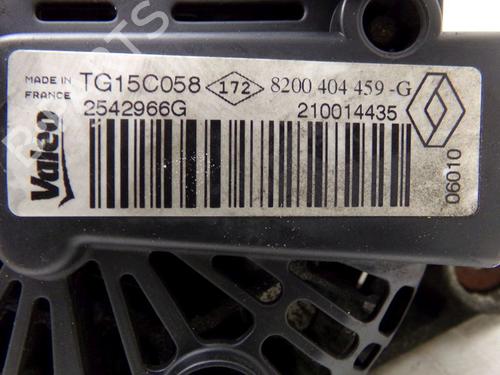 MADE IN
FRANCE
TG15C058
172
8200 404 459-G
2542966G
210014435
Valeo
06010